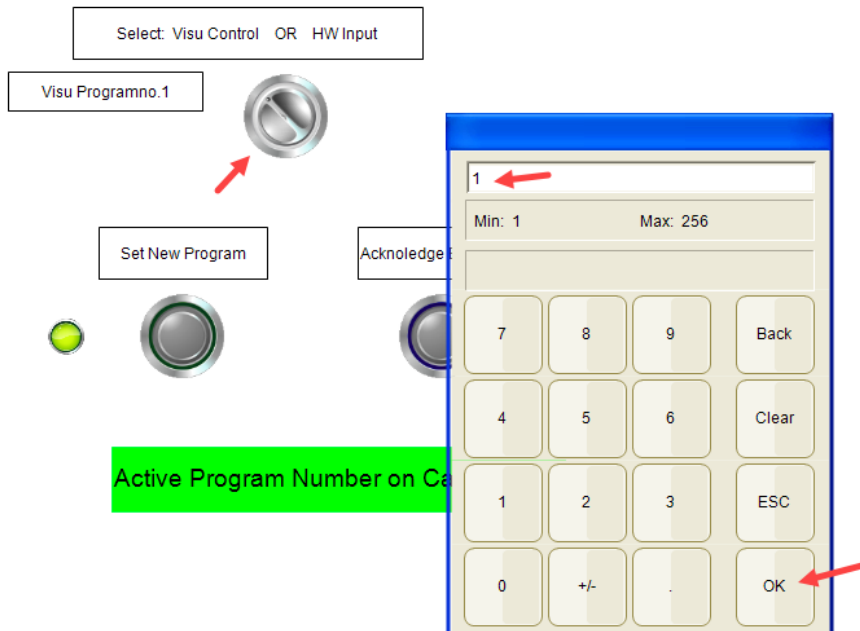 Select: Visu Control OR HW Input
Visu Programno.1
1
Min: 1 Max: 256
Set New Program
Acknoledge
7 8 9 Back
4 5 6 Clear
Active Program Number on Ca
1 2 3 ESC
0 +/- . OK